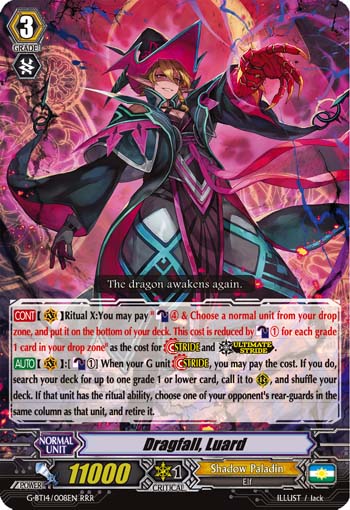 3
GRADE
The dragon awakens again.
CONT [ ]Ritual X:You may pay " ④ & Choose a normal unit from your drop
zone, and put it on the bottom of your deck. This cost is reduced by ① for each grade
1 card in your drop zone" as the cost for STRIDE and ULTIMATE STRIDE.
AUTO [ ]:[ ①] When your G unit STRIDE, you may pay the cost. If you do,
search your deck for up to one grade 1 or lower card, call it to , and shuffle your
deck. If that unit has the ritual ability, choose one of your opponent's rear-guards in the
same column as that unit, and retire it.
NORMAL UNIT
Dragfall, Luard
POWER 11000
1
CRITICAL
Shadow Paladin
Elf
G-BT14/008EN RRR
ILLUST / lack